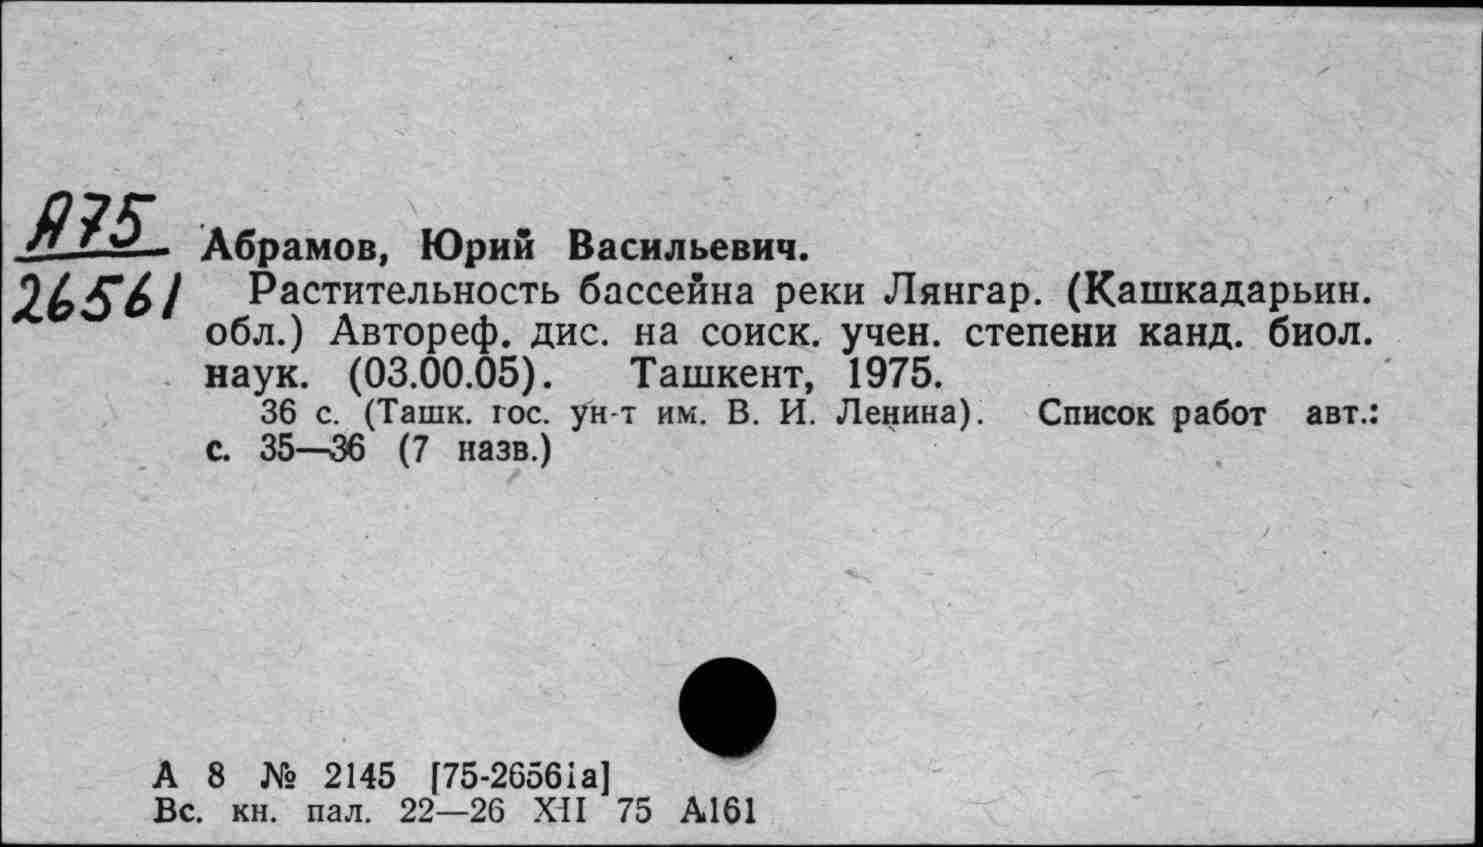 А75
26561
Абрамов, Юрий Васильевич.
Растительность бассейна реки Лянгар. (Кашкадарьин.
обл.) Автореф. дис. на соиск. учен. степени канд. биол.
наук. (03.00.05). Ташкент, 1975.
36 с. (Ташк. гос. ун-т им. В. И. Ленина). Список работ авт.:
с. 35—36 (7 назв.)
А 8 № 2145 [75-26561а]
Вс. кн. пал. 22—26 XII 75 А161